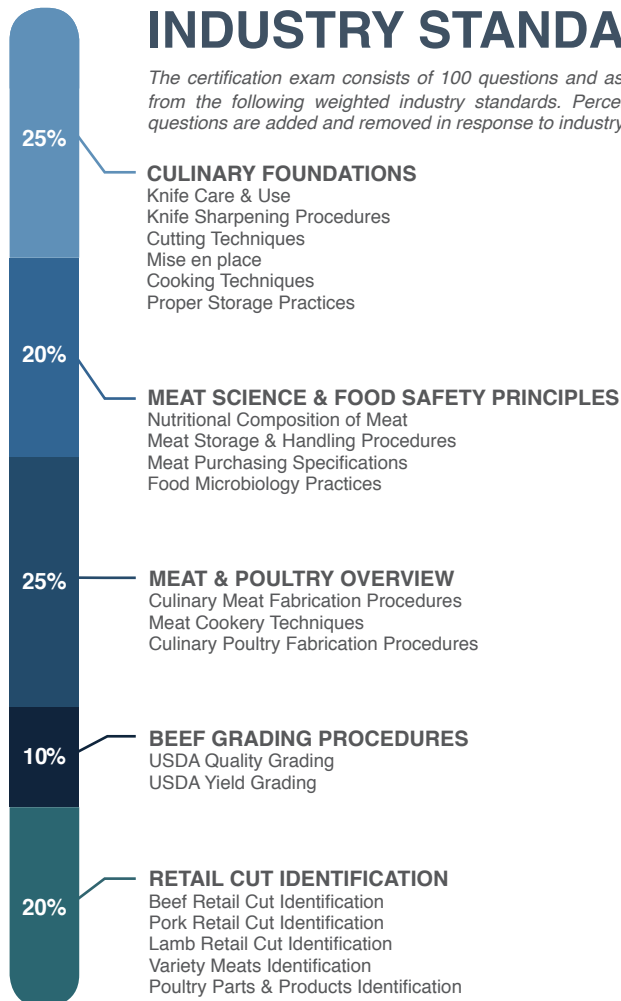 INDUSTRY STANDA
The certification exam consists of 100 questions and as
from the following weighted industry standards. Perce
questions are added and removed in response to industry
25%
CULINARY FOUNDATIONS
Knife Care & Use
Knife Sharpening Procedures
Cutting Techniques
Mise en place
Cooking Techniques
Proper Storage Practices
20%
MEAT SCIENCE & FOOD SAFETY PRINCIPLES
Nutritional Composition of Meat
Meat Storage & Handling Procedures
Meat Purchasing Specifications
Food Microbiology Practices
25%
MEAT & POULTRY OVERVIEW
Culinary Meat Fabrication Procedures
Meat Cookery Techniques
Culinary Poultry Fabrication Procedures
10%
BEEF GRADING PROCEDURES
USDA Quality Grading
USDA Yield Grading
20%
RETAIL CUT IDENTIFICATION
Beef Retail Cut Identification
Pork Retail Cut Identification
Lamb Retail Cut Identification
Variety Meats Identification
Poultry Parts & Products Identification